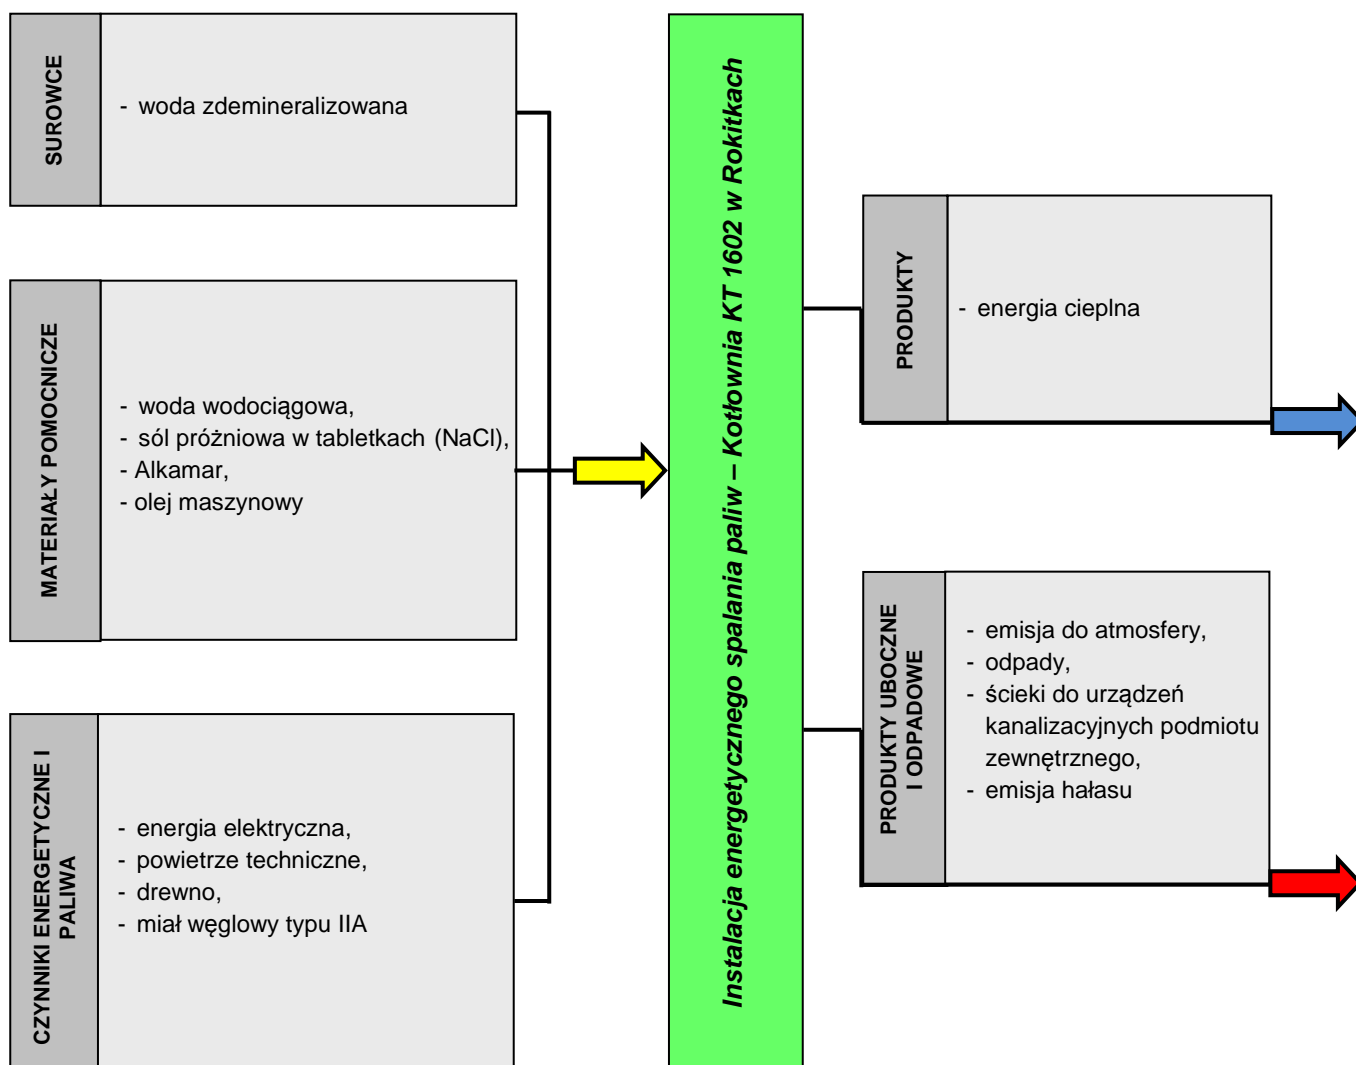 SUROWCE
- woda zdemineralizowana
MATERIAŁY POMOCNICZE
- woda wodociągowa,
- sól próżniowa w tabletkach (NaCl),
- Alkamar,
- olej maszynowy
CZYNNIKI ENERGETYCZNE I
PALIWA
- energia elektryczna,
- powietrze techniczne,
- drewno,
- miał węglowy typu IIA
Instalacja energetycznego spalania paliw – Kotłownia KT 1602 w Rokitkach
PRODUKTY
- energia cieplna
PRODUKTY UBOCZNE
I ODPADOWE
- emisja do atmosfery,
- odpady,
- ścieki do urządzeń
kanalizacyjnych podmiotu
zewnętrznego,
- emisja hałasu